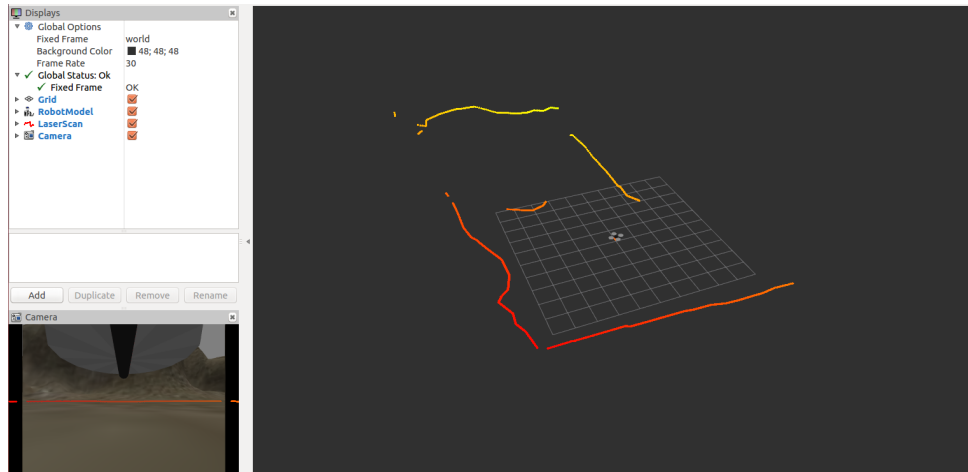 Displays
Global Options
Fixed Frame world
Background Color 48; 48; 48
Frame Rate 30
Global Status: Ok
Fixed Frame OK
Grid
RobotModel
LaserScan
Camera
Add Duplicate Remove Rename
Camera